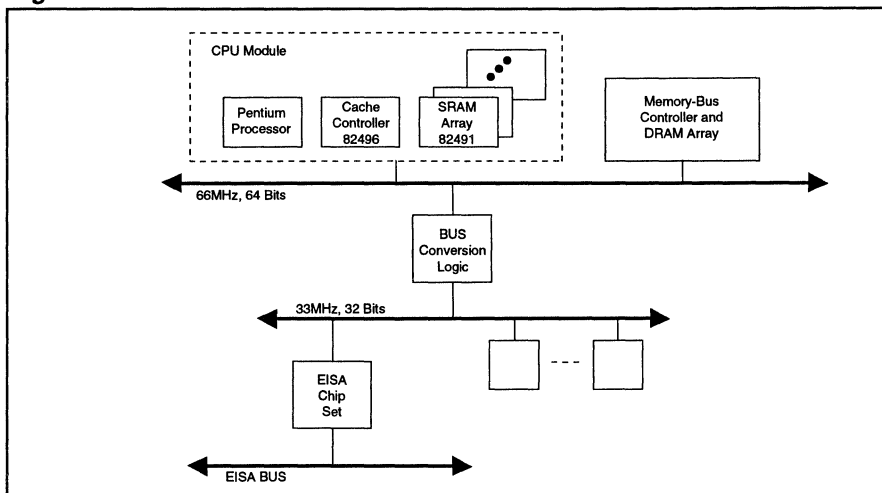 CPU Module
Pentium
Processor
Cache
Controller
82496
SRAM
Array
82491
Memory-Bus
Controller and
DRAM Array
66MHz, 64 Bits
BUS
Conversion
Logic
33MHz, 32 Bits
EISA
Chip
Set
EISA BUS